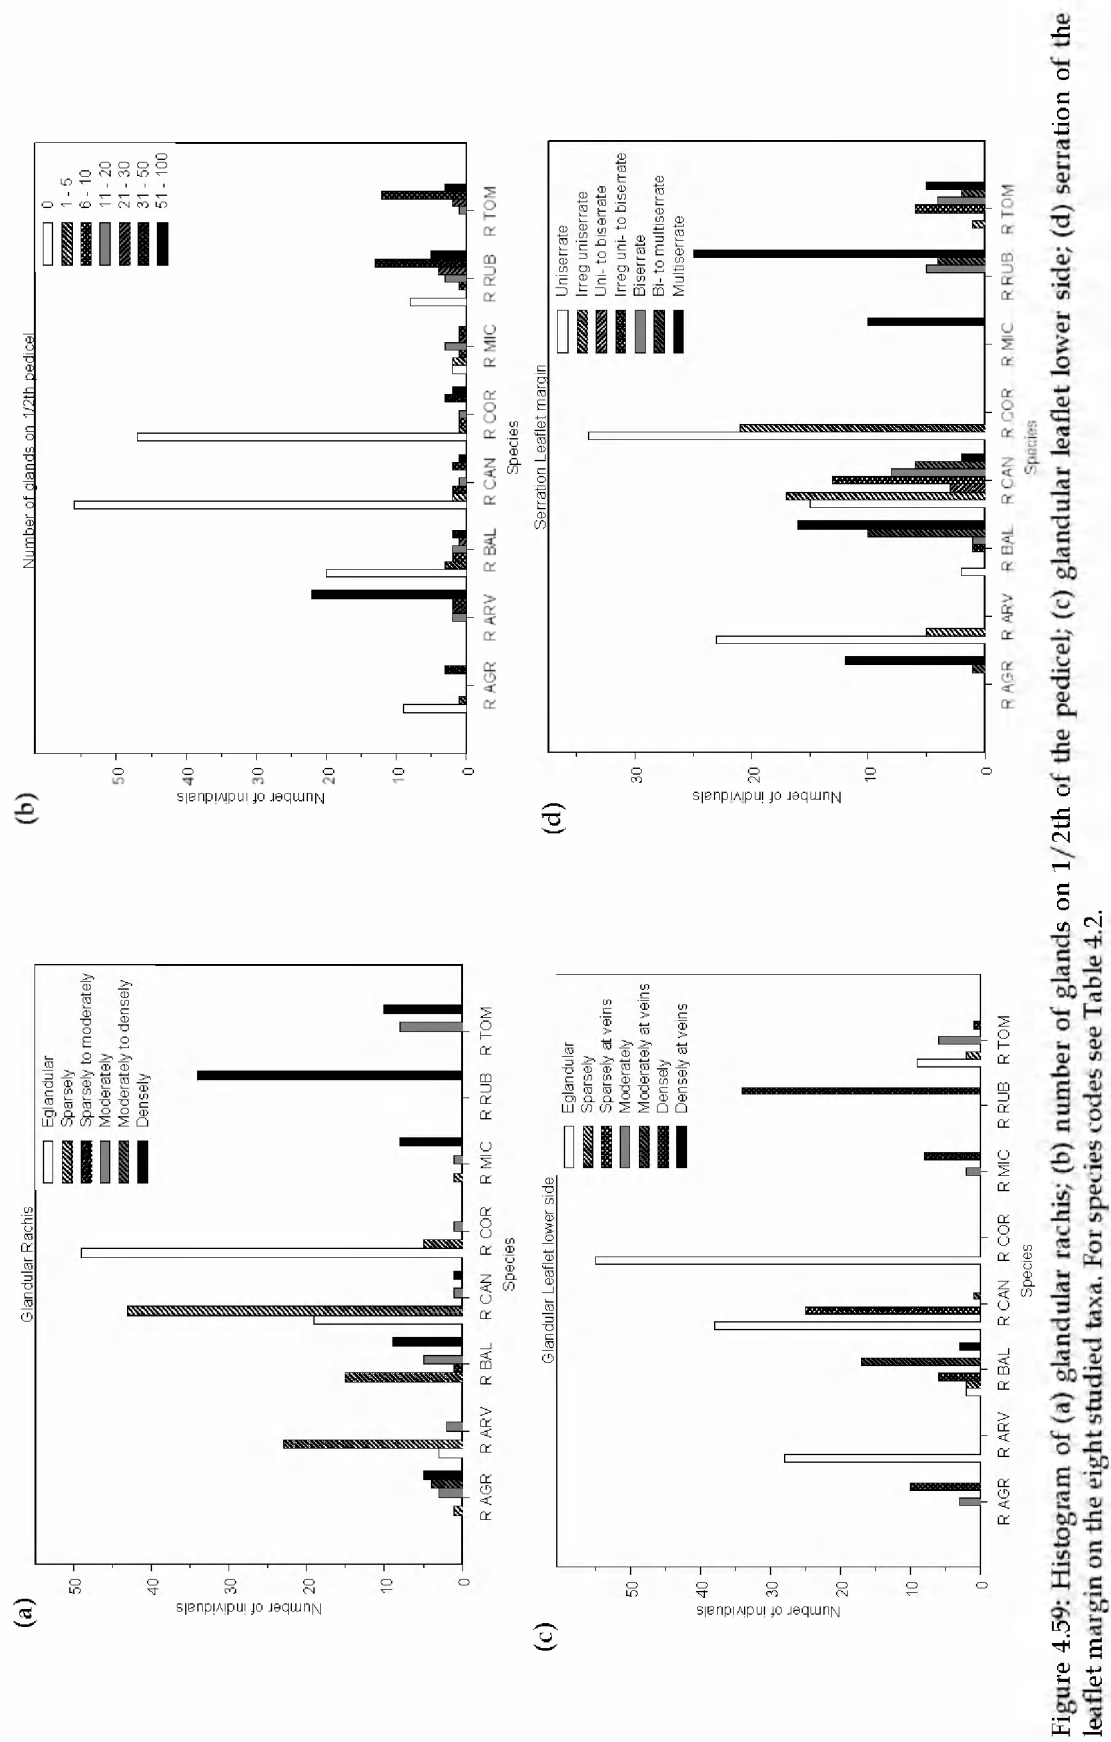 (a)
Glandular Rachis
Number of individuals
50
40
30
20
10
0
Eglandular
Sparsely
Sparsely to moderately
Moderately
Moderately to densely
Densely
R AGR
R ARV
R BAL
R CAN
R COR
R MIC
R RUB
R TOM
Species
(b)
Number of glands on 1/2th pedicel
Number of individuals
50
40
30
20
10
0
0
1 - 5
6 - 10
11 - 20
21 - 30
31 - 50
51 - 100
R AGR
R ARV
R BAL
R CAN
R COR
R MIC
R RUB
R TOM
Species
(c)
Glandular Leaflet lower side
Number of individuals
50
40
30
20
10
0
Eglandular
Sparsely
Sparsely at veins
Moderately
Moderately at veins
Densely
Densely at veins
R AGR
R ARV
R BAL
R CAN
R COR
R MIC
R RUB
R TOM
Species
(d)
Serration Leaflet margin
Number of individuals
30
20
10
0
Uniserrate
Irreg uniserrate
Uni- to biserrate
Irreg uni- to biserrate
Biserrate
Bi- to multiserrate
Multiserrate
R AGR
R ARV
R BAL
R CAN
R COR
R MIC
R RUB
R TOM
Species
Figure 4.59: Histogram of (a) glandular rachis; (b) number of glands on 1/2th of the pedicel; (c) glandular leaflet lower side; (d) serration of the
leaflet margin on the eight studied taxa. For species codes see Table 4.2.